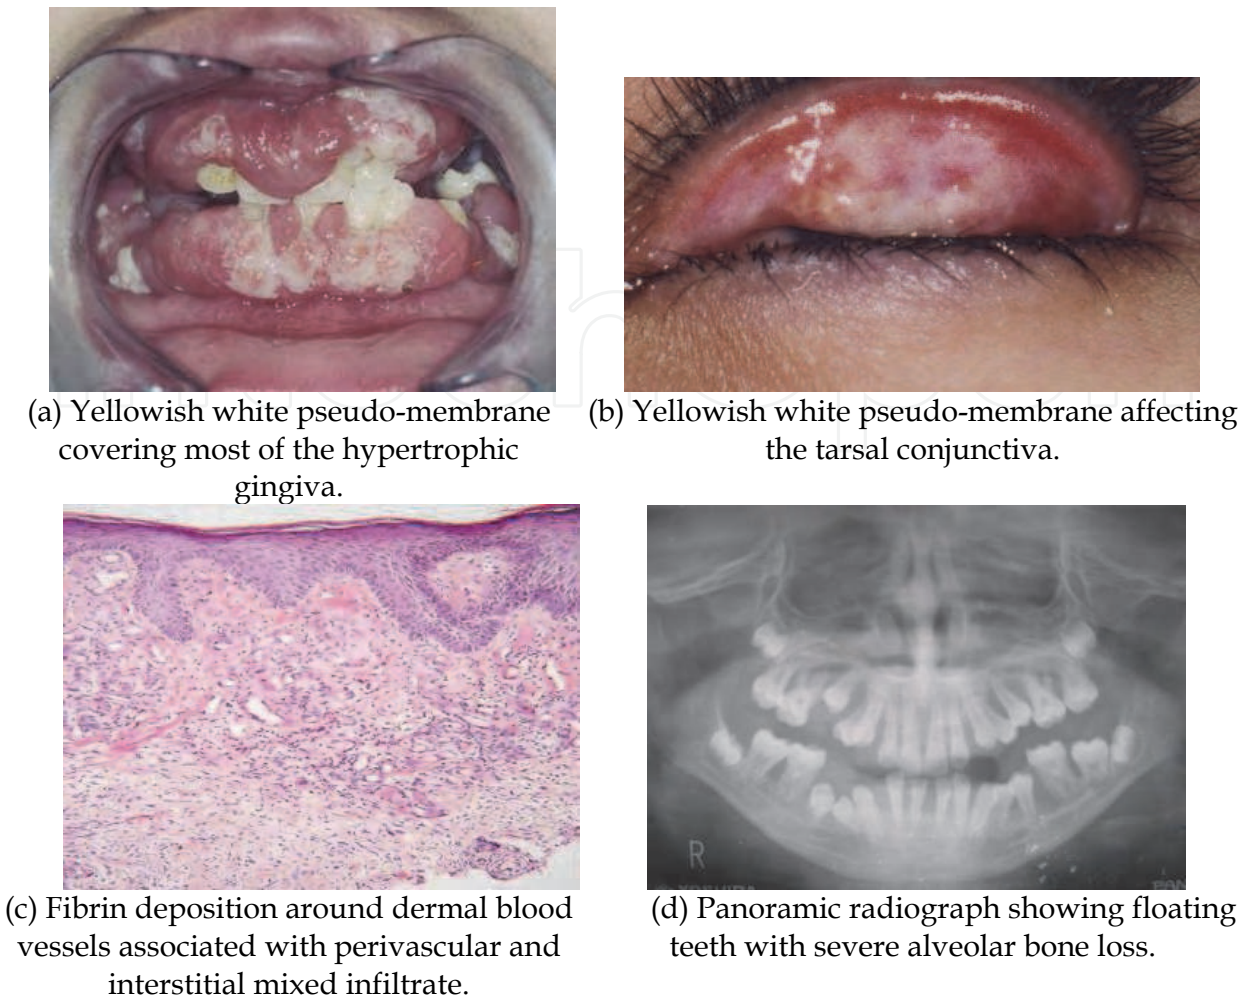 (a) Yellowish white pseudo-membrane
covering most of the hypertrophic
gingiva.
(b) Yellowish white pseudo-membrane affecting
the tarsal conjunctiva.
R
(c) Fibrin deposition around dermal blood
vessels associated with perivascular and
interstitial mixed infiltrate.
(d) Panoramic radiograph showing floating
teeth with severe alveolar bone loss.